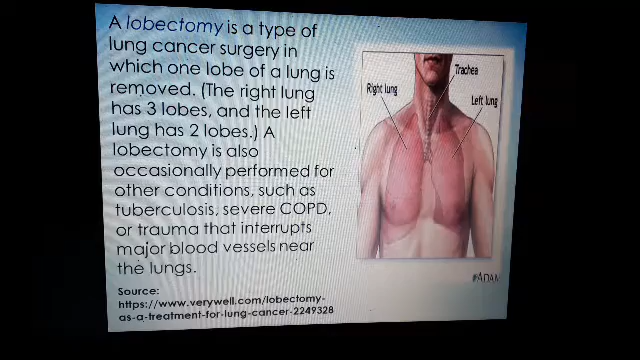 A lobectomy is a type of
lung cancer surgery in
which one lobe of a lung is
removed. (The right lung
has 3 lobes, and the left
lung has 2 lobes.) A
lobectomy is also
occasionally performed for
other conditions, such as
tuberculosis, severe COPD,
or trauma that interrupts
major blood vessels near
the lungs.
Source:
https://www.verywell.com/lobectomy-
as-a-treatment-for-lung-cancer-2249328
Trachea
Right lung
Left lung
ADAM